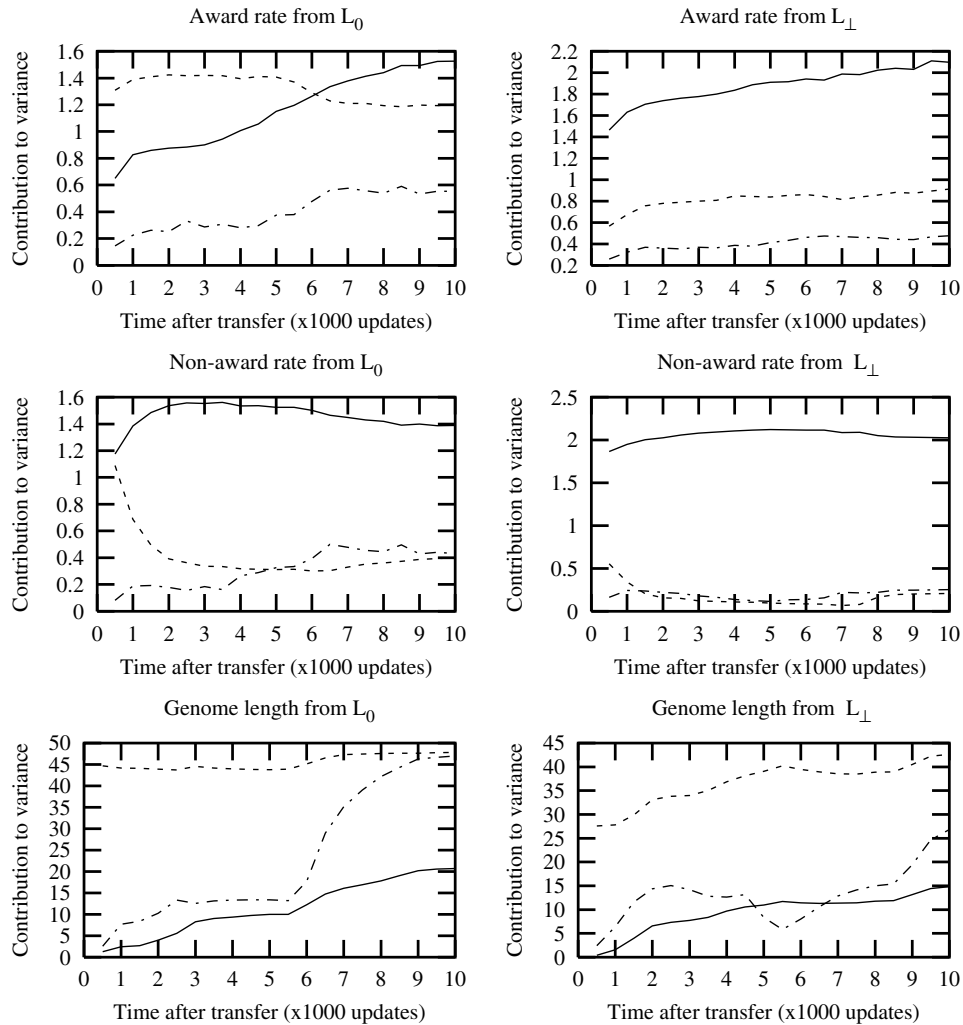 Award rate from L0
Contribution to variance
1.6
1.4
1.2
1
0.8
0.6
0.4
0.2
0
0 1 2 3 4 5 6 7 8 9 10
Time after transfer (x1000 updates)
Award rate from L⊥
Contribution to variance
2.2
2
1.8
1.6
1.4
1.2
1
0.8
0.6
0.4
0.2
0 1 2 3 4 5 6 7 8 9 10
Time after transfer (x1000 updates)
Non-award rate from L0
Contribution to variance
1.6
1.4
1.2
1
0.8
0.6
0.4
0.2
0
0 1 2 3 4 5 6 7 8 9 10
Time after transfer (x1000 updates)
Non-award rate from L⊥
Contribution to variance
2.5
2
1.5
1
0.5
0
0 1 2 3 4 5 6 7 8 9 10
Time after transfer (x1000 updates)
Genome length from L0
Contribution to variance
50
45
40
35
30
25
20
15
10
5
0
0 1 2 3 4 5 6 7 8 9 10
Time after transfer (x1000 updates)
Genome length from L⊥
Contribution to variance
45
40
35
30
25
20
15
10
5
0
0 1 2 3 4 5 6 7 8 9 10
Time after transfer (x1000 updates)